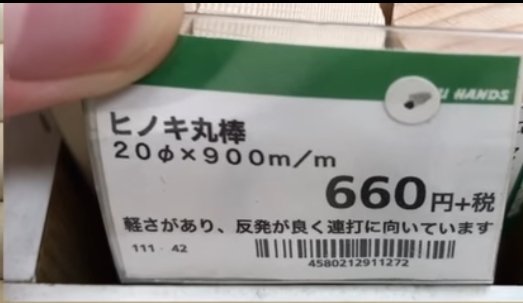 HANDS
ヒノキ丸棒
20φ×900m/m
660円+税
軽さがあり、反発が良く連打に向いています
111 42
4580212911272